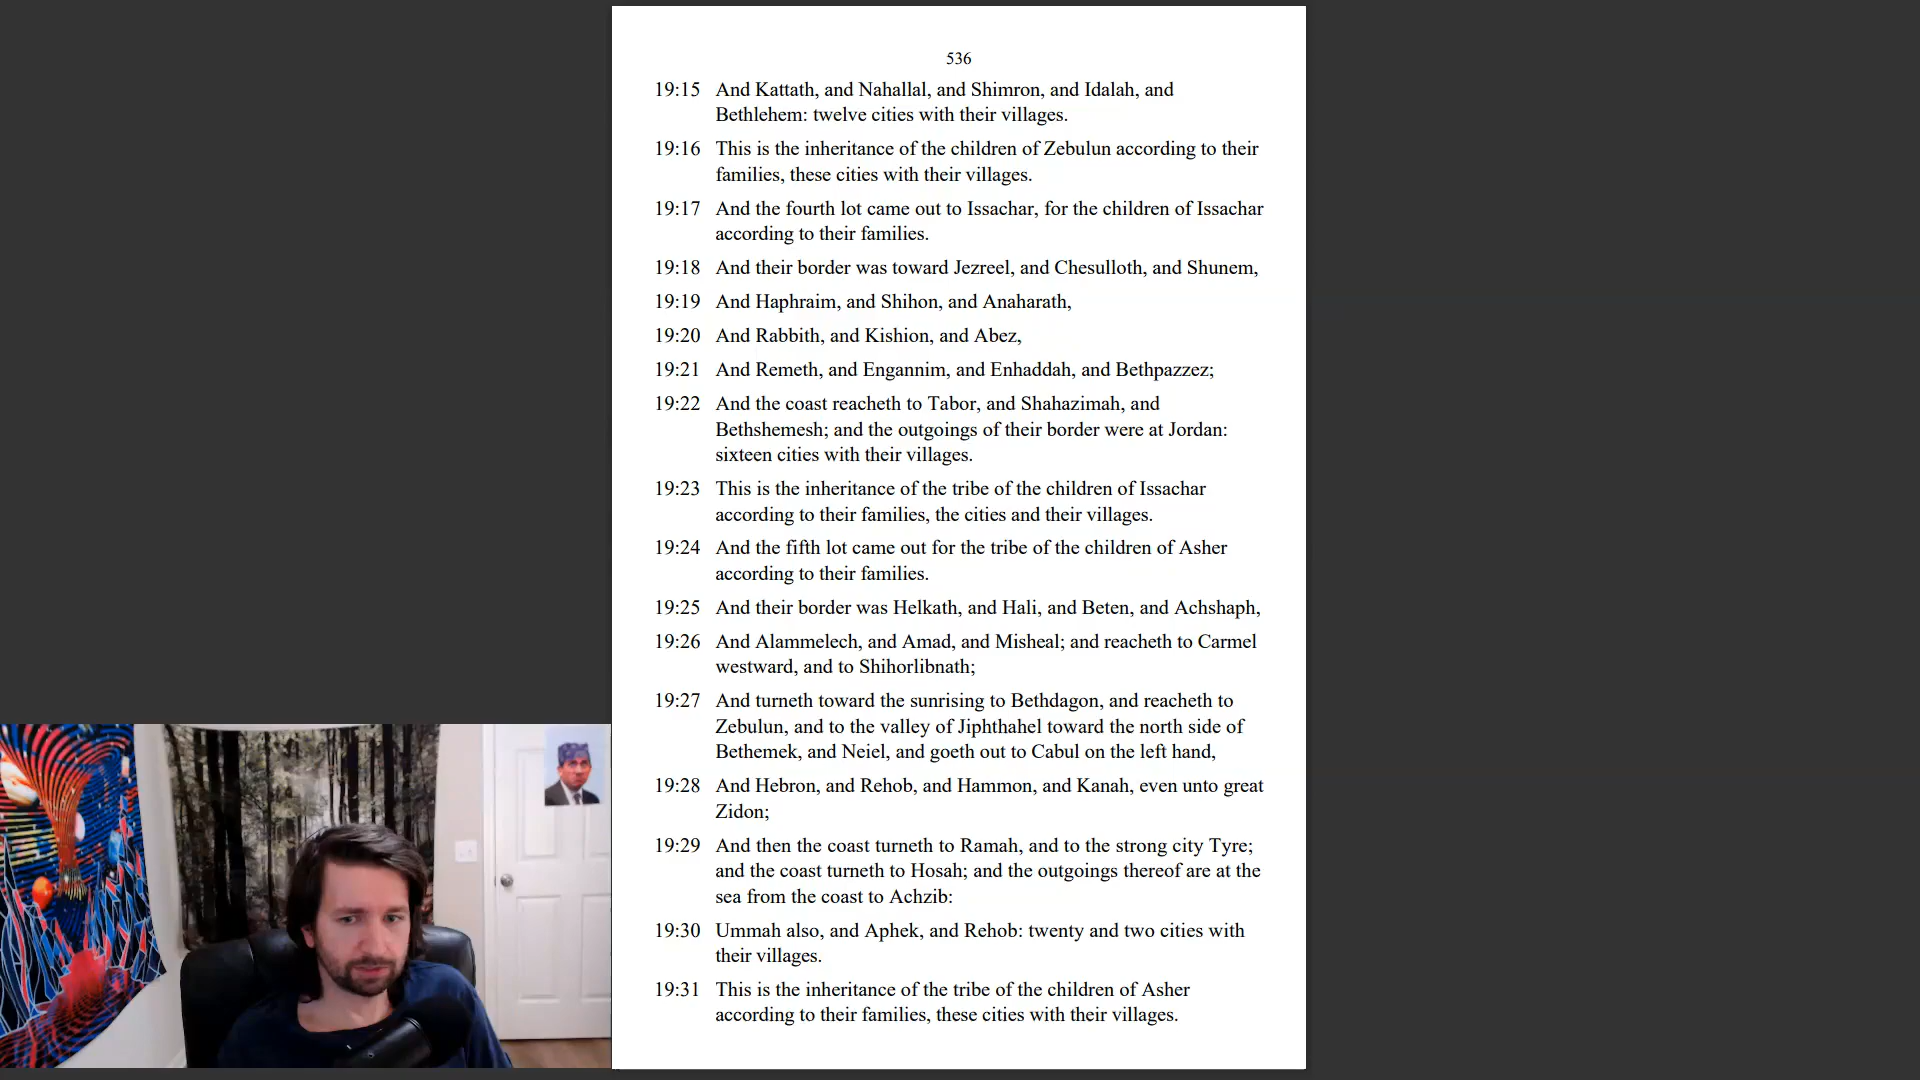 536
19:15 And Kattath, and Nahallal, and Shimron, and Idalah, and
Bethlehem: twelve cities with their villages.
19:16 This is the inheritance of the children of Zebulun according to their
families, these cities with their villages.
19:17 And the fourth lot came out to Issachar, for the children of Issachar
according to their families.
19:18 And their border was toward Jezreel, and Chesulloth, and Shunem,
19:19 And Haphraim, and Shihon, and Anaharath,
19:20 And Rabbith, and Kishion, and Abez,
19:21 And Remeth, and Engannim, and Enhaddah, and Bethpazzez;
19:22 And the coast reacheth to Tabor, and Shahazimah, and
Bethshemesh; and the outgoings of their border were at Jordan:
sixteen cities with their villages.
19:23 This is the inheritance of the tribe of the children of Issachar
according to their families, the cities and their villages.
19:24 And the fifth lot came out for the tribe of the children of Asher
according to their families.
19:25 And their border was Helkath, and Hali, and Beten, and Achshaph,
19:26 And Alammelech, and Amad, and Misheal; and reacheth to Carmel
westward, and to Shihorlibnath;
19:27 And turneth toward the sunrising to Bethdagon, and reacheth to
Zebulun, and to the valley of Jiphthahel toward the north side of
Bethemek, and Neiel, and goeth out to Cabul on the left hand,
19:28 And Hebron, and Rehob, and Hammon, and Kanah, even unto great
Zidon;
19:29 And then the coast turneth to Ramah, and to the strong city Tyre;
and the coast turneth to Hosah; and the outgoings thereof are at the
sea from the coast to Achzib:
19:30 Ummah also, and Aphek, and Rehob: twenty and two cities with
their villages.
19:31 This is the inheritance of the tribe of the children of Asher
according to their families, these cities with their villages.